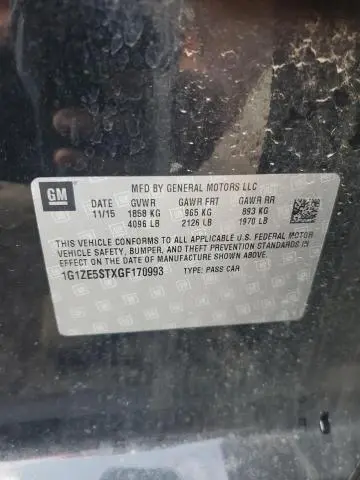 GM
MFD BY GENERAL MOTORS LLC
DATE GVWR GAWR FRT GAWR RR
11/15 1858 KG 965 KG 893 KG
4096 LB 2126 LB 1970 LB
THIS VEHICLE CONFORMS TO ALL APPLICABLE U.S. FEDERAL MOTOR
VEHICLE SAFETY, BUMPER, AND THEFT PREVENTION STANDARDS
IN EFFECT ON THE DATE OF MANUFACTURE SHOWN ABOVE.
1G1ZE5STXGF170993 TYPE: PASS CAR